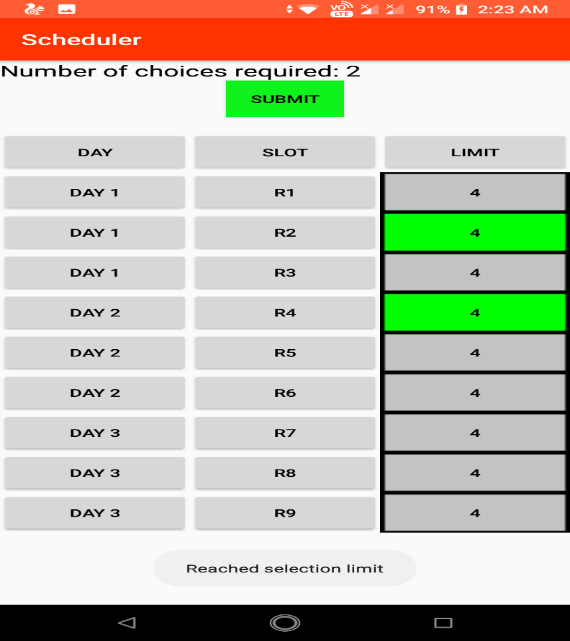 VO)) LTE 91% 2:23 AM
Scheduler
Number of choices required: 2
SUBMIT
DAY SLOT LIMIT
DAY 1 R1 4
DAY 1 R2 4
DAY 1 R3 4
DAY 2 R4 4
DAY 2 R5 4
DAY 2 R6 4
DAY 3 R7 4
DAY 3 R8 4
DAY 3 R9 4
Reached selection limit